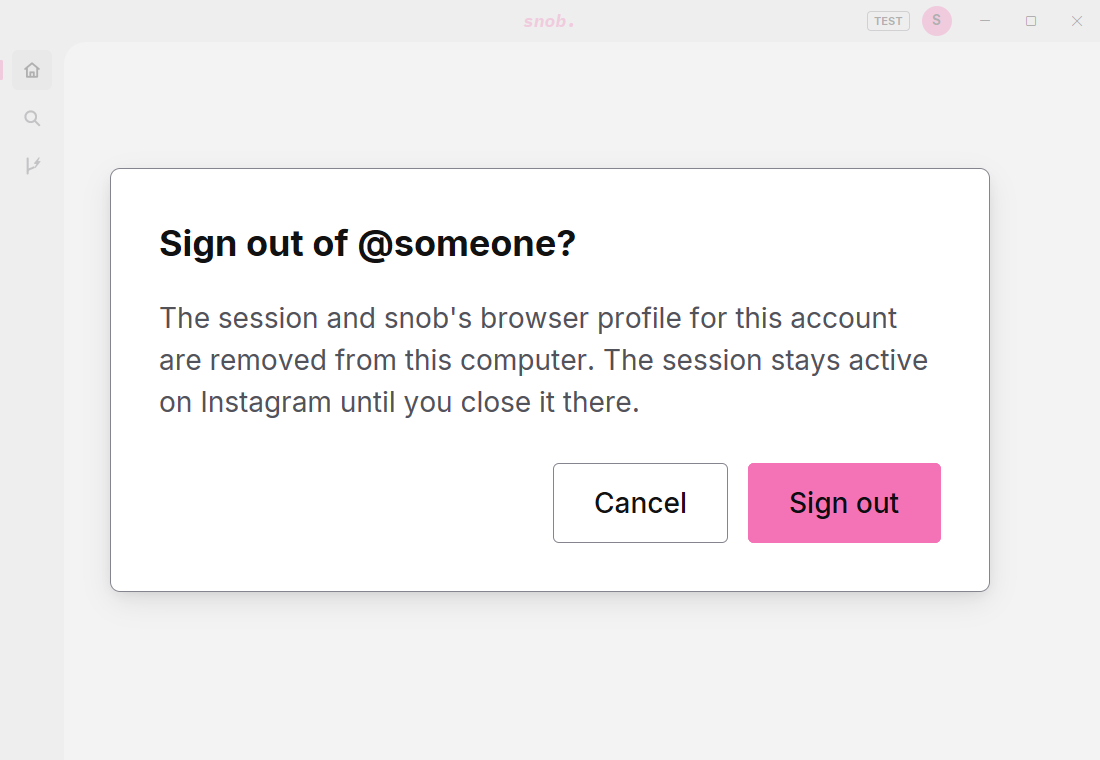 snob.
TEST
S
Sign out of @someone?
The session and snob's browser profile for this account
are removed from this computer. The session stays active
on Instagram until you close it there.
Cancel
Sign out